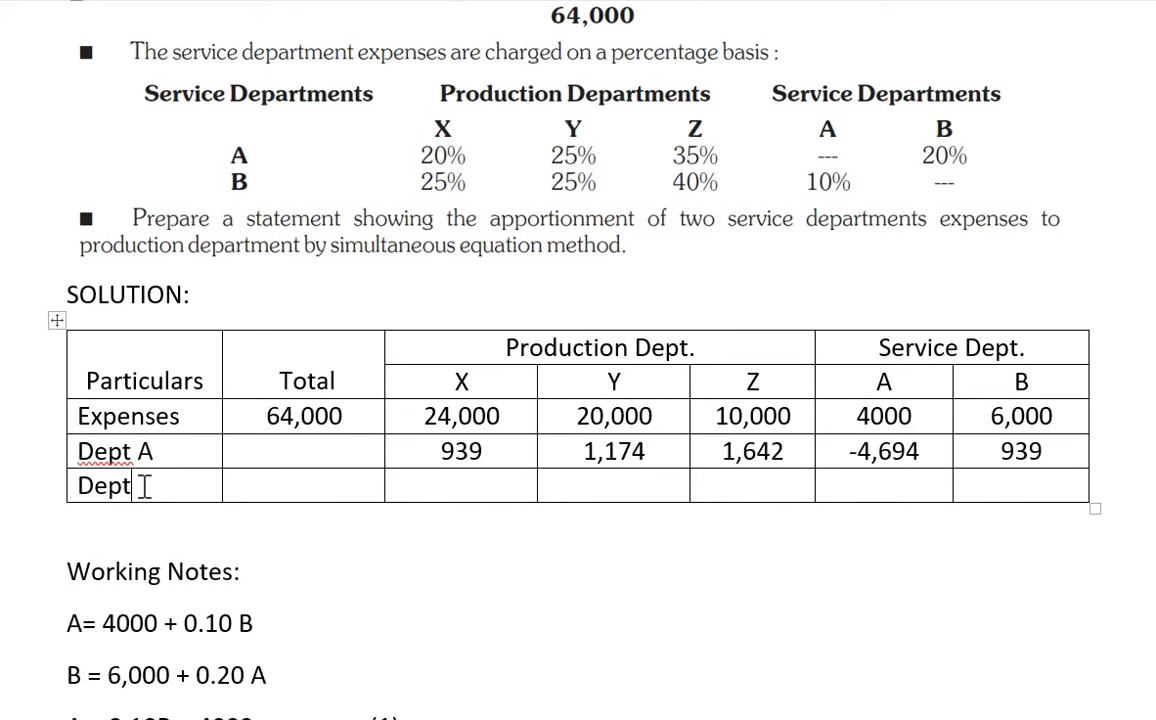 64,000
■ The service department expenses are charged on a percentage basis :
Service Departments Production Departments Service Departments
X Y Z A B
A 20% 25% 35% --- 20%
B 25% 25% 40% 10% ---
■ Prepare a statement showing the apportionment of two service departments expenses to
production department by simultaneous equation method.
SOLUTION:
Production Dept. Service Dept.
Particulars Total X Y Z A B
Expenses 64,000 24,000 20,000 10,000 4000 6,000
Dept A 939 1,174 1,642 -4,694 939
Dept
Working Notes:
A= 4000 + 0.10 B
B = 6,000 + 0.20 A